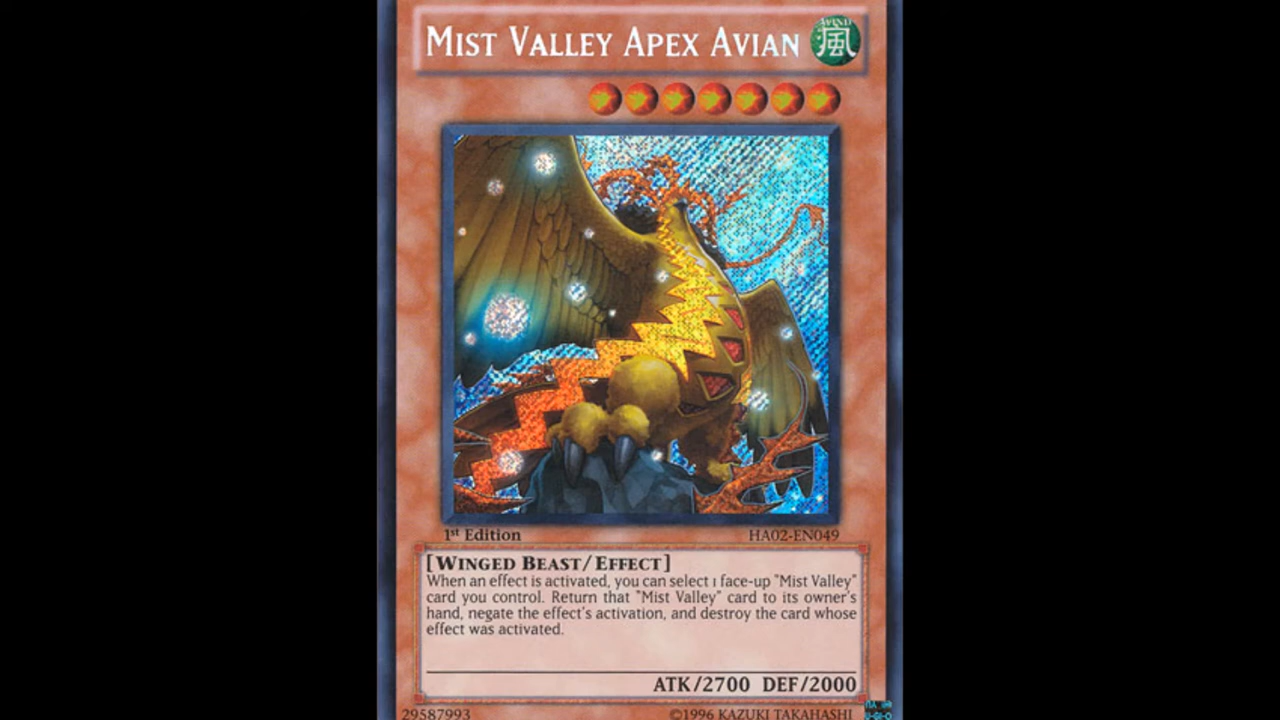 MIST VALLEY APEX AVIAN
WIND
風
1st Edition
HA02-EN049
[WINGED BEAST/EFFECT]
When an effect is activated, you can select 1 face-up "Mist Valley"
card you control. Return that "Mist Valley" card to its owner's
hand, negate the effect's activation, and destroy the card whose
effect was activated.
ATK/2700 DEF/2000
29587993
©1996 KAZUKI TAKAHASHI